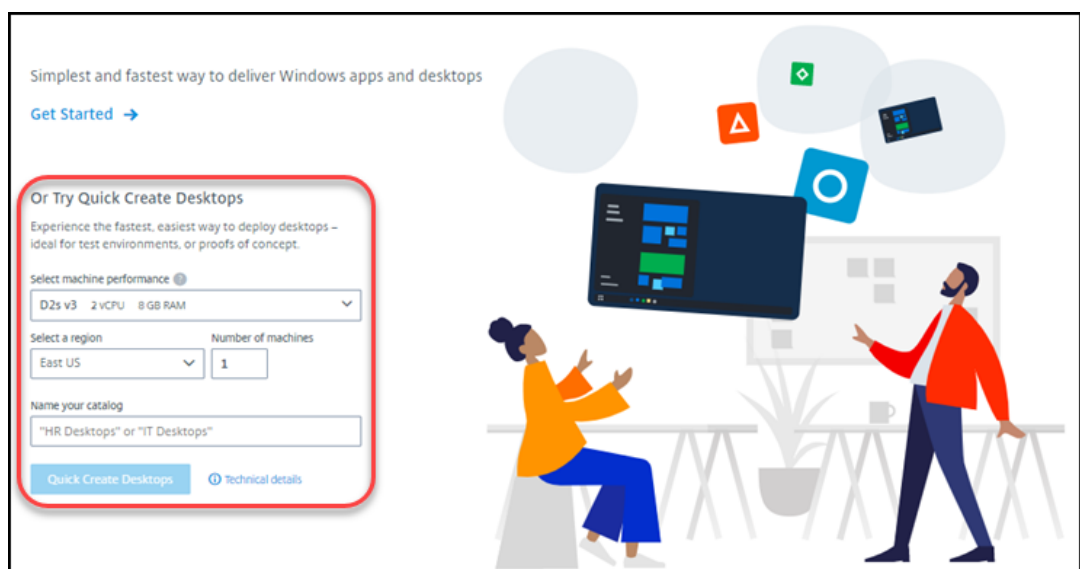 Simplest and fastest way to deliver Windows apps and desktops
Get Started →
Or Try Quick Create Desktops
Experience the fastest, easiest way to deploy desktops –
ideal for test environments, or proofs of concept.
Select machine performance ?
D2s v3 2 vCPU 8 GB RAM
Select a region Number of machines
East US 1
Name your catalog
"HR Desktops" or "IT Desktops"
Quick Create Desktops Technical details